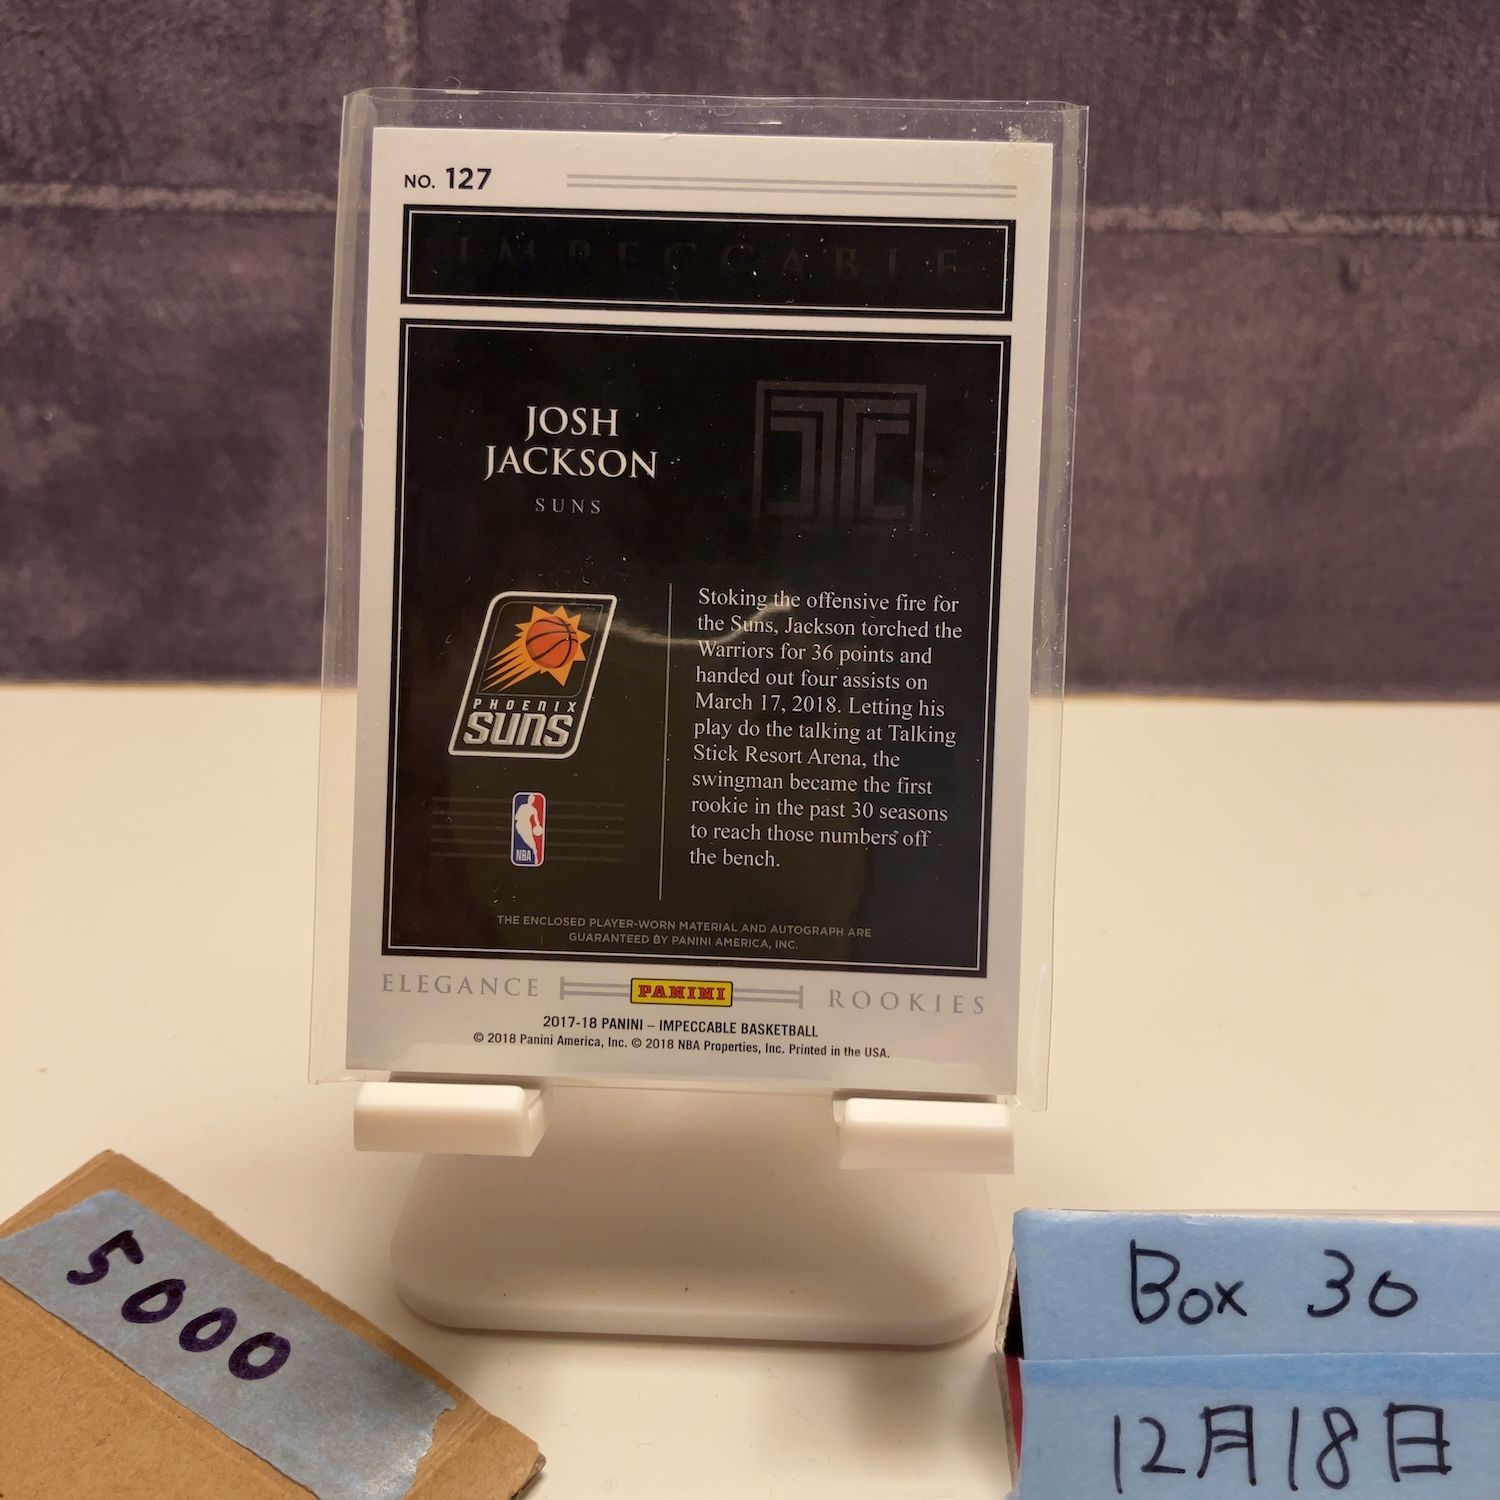 NO. 127
IMPECCABLE
JOSH
JACKSON
SUNS
Stoking the offensive fire for
the Suns, Jackson torched the
Warriors for 36 points and
handed out four assists on
March 17, 2018. Letting his
play do the talking at Talking
Stick Resort Arena, the
swingman became the first
rookie in the past 30 seasons
to reach those numbers off
the bench.
PHOENIX
SUNS
NBA
THE ENCLOSED PLAYER-WORN MATERIAL AND AUTOGRAPH ARE
GUARANTEED BY PANINI AMERICA, INC.
ELEGANCE PANINI ROOKIES
2017-18 PANINI – IMPECCABLE BASKETBALL
© 2018 Panini America, Inc. © 2018 NBA Properties, Inc. Printed in the USA.
5000
Box 30
12月18日